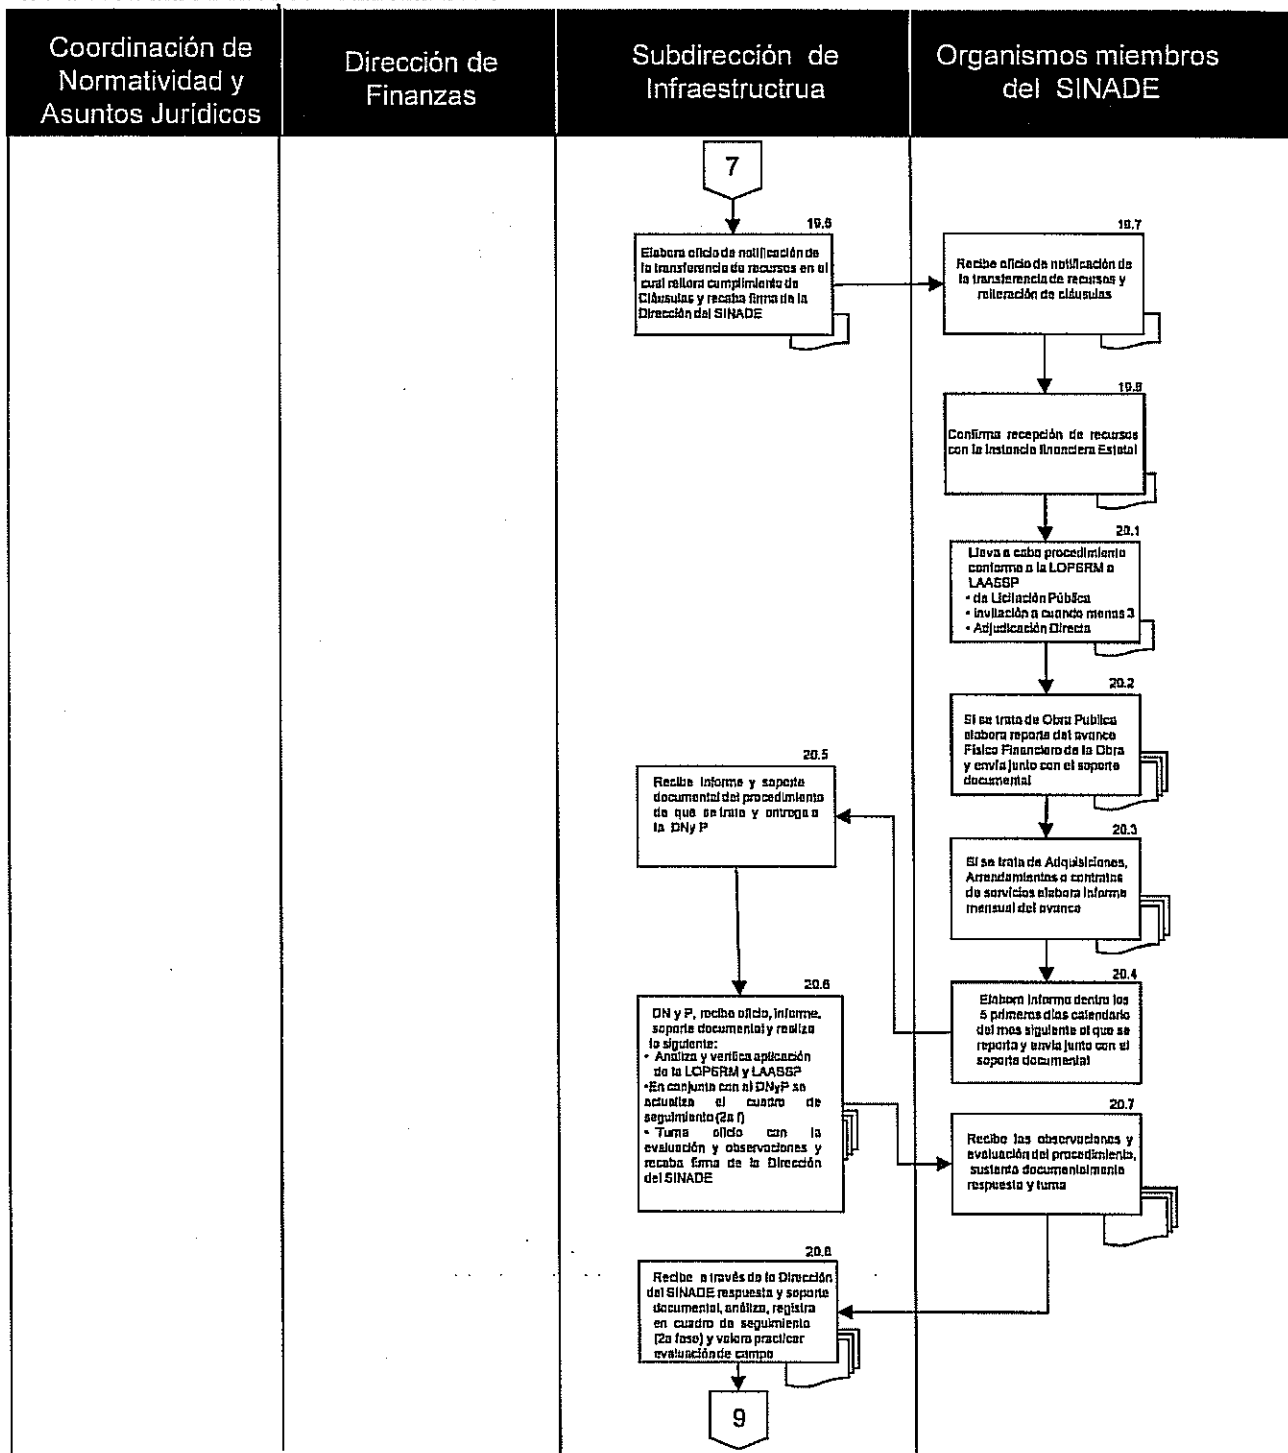 Coordinación de
Normatividad y
Asuntos Jurídicos
Dirección de
Finanzas
Subdirección de
Infraestructrua
Organismos miembros
del SINADE
7
19.6
Elabora oficio de notificación de
la transferencia de recursos en el
cual reitera cumplimiento de
Cláusulas y recaba firma de la
Dirección del SINADE
19.7
Recibe oficio de notificación de
la transferencia de recursos y
reiteración de cláusulas
19.8
Confirma recepción de recursos
con la instancia financiera Estatal
20.1
Lleva a cabo procedimiento
conforme a la LOPSRM o
LAASSP
• de Licitación Pública
• invitación a cuando menos 3
• Adjudicación Directa
20.2
Si se trata de Obra Publica
elabora reporte del avance
Físico Financiero de la Obra
y envía junto con el soporte
documental
20.3
Si se trata de Adquisiciones,
Arrendamientos o contratos
de servicios elabora informe
mensual del avance
20.4
Elabora Informe dentro los
5 primeros días calendario
del mes siguiente al que se
reporta y envía junto con el
soporte documental
20.5
Recibe informe y soporte
documental del procedimiento
de que se trate y entrega a
la DNy P
20.6
DN y P, recibe oficio, informe,
soporte documental y realiza
lo siguiente:
• Analiza y verifica aplicación
de la LOPSRM y LAASSP
•En conjunto con el DNyP se
actualiza el cuadro de
seguimiento (2a f)
• Turna oficio con la
evaluación y observaciones y
recaba firma de la Dirección
del SINADE
20.7
Recibe las observaciones y
evaluación del procedimiento,
sustenta documentalmente
respuesta y turna
20.8
Recibe a través de la Dirección
del SINADE respuesta y soporte
documental, analiza, registra
en cuadro de seguimiento
(2a fase) y valora practicar
evaluación de campo
9